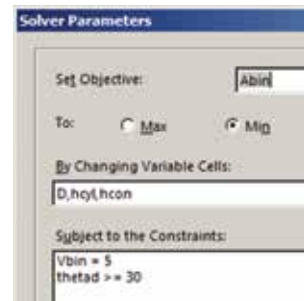 Solver Parameters
Set Objective: Abin
To: Max Min
By Changing Variable Cells:
D,hcyl,hcon
Subject to the Constraints:
Vbin = 5
thetad >= 30